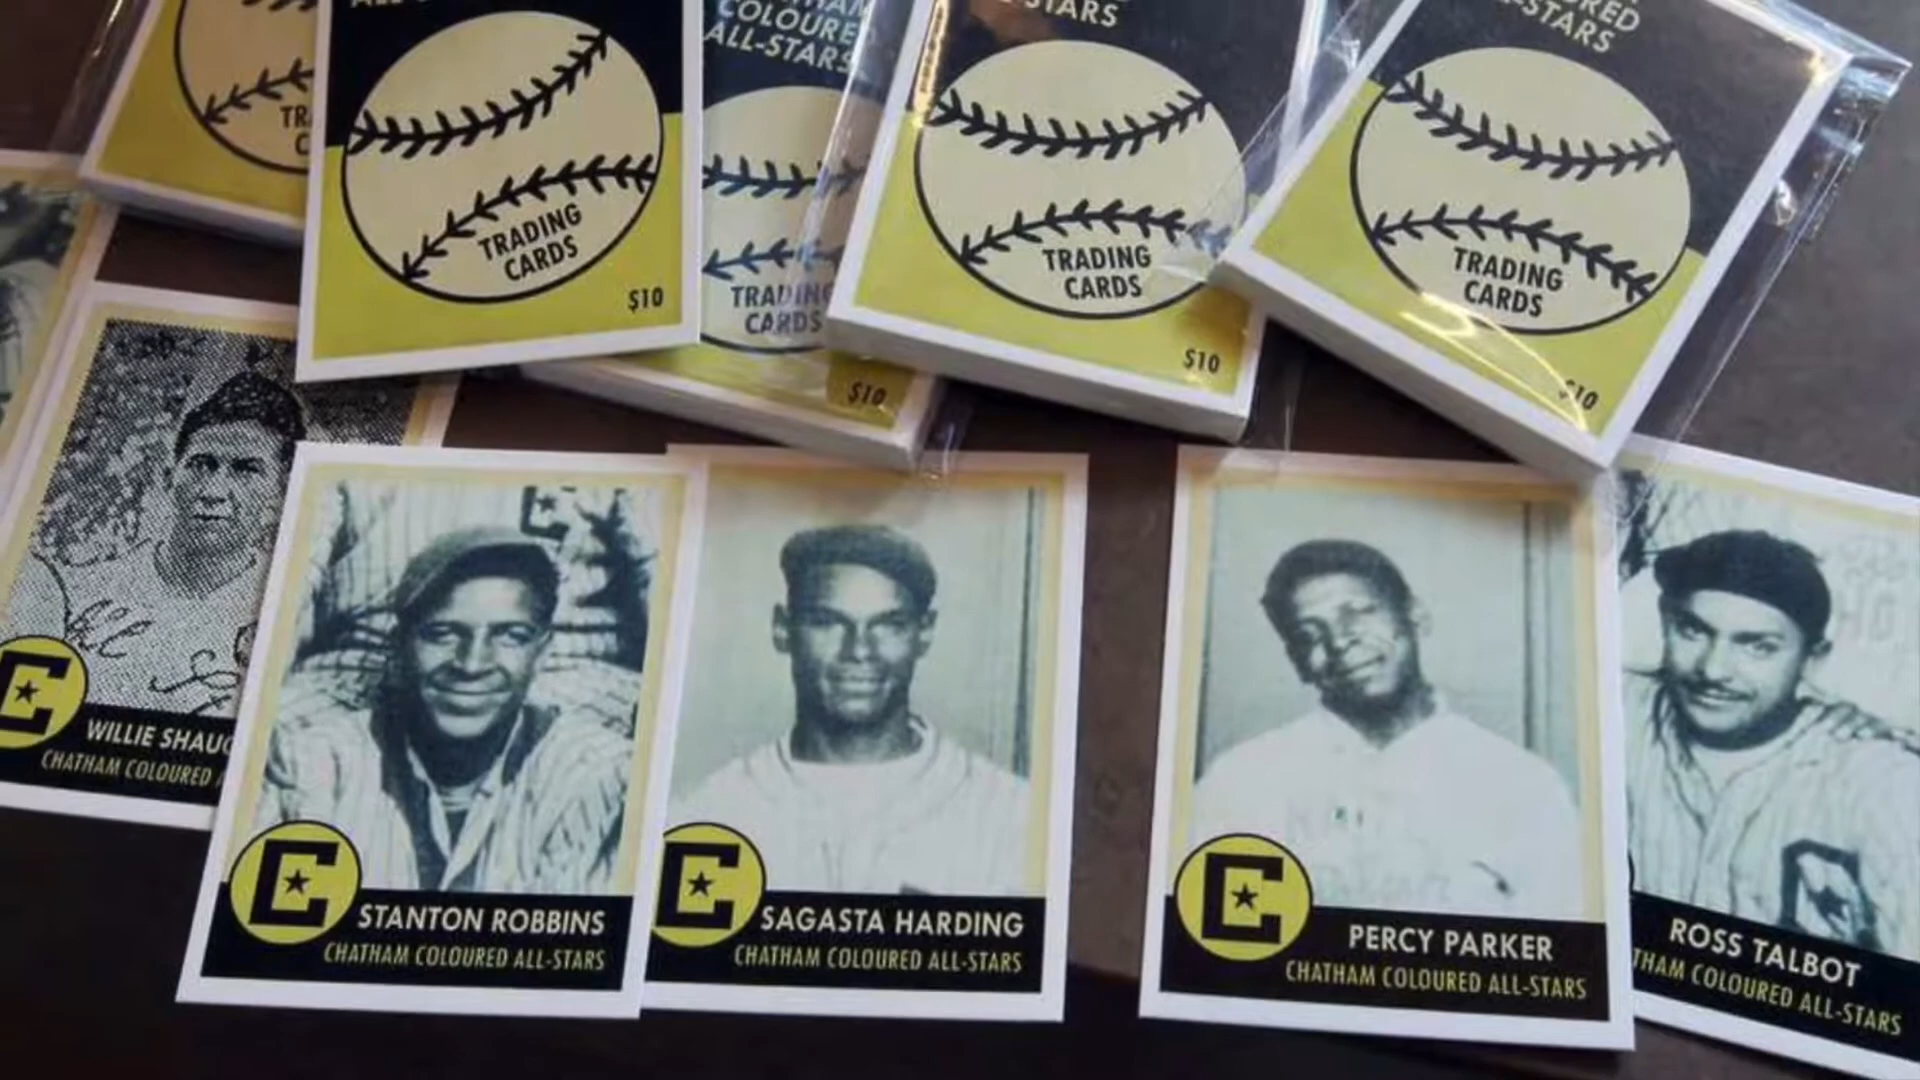 COLOURED
ALL-STARS
TRADING
CARDS
$10
TRADING
CARDS
$10
STARS
TRADING
CARDS
$10
-STARS
TRADING
CARDS
$10
WILLIE
CHATHAM COLOURED
C
STANTON ROBBINS
CHATHAM COLOURED ALL-STARS
C
SAGASTA HARDING
CHATHAM COLOURED ALL-STARS
C
PERCY PARKER
CHATHAM COLOURED ALL-STARS
ROSS TALBOT
THAM COLOURED ALL-STARS